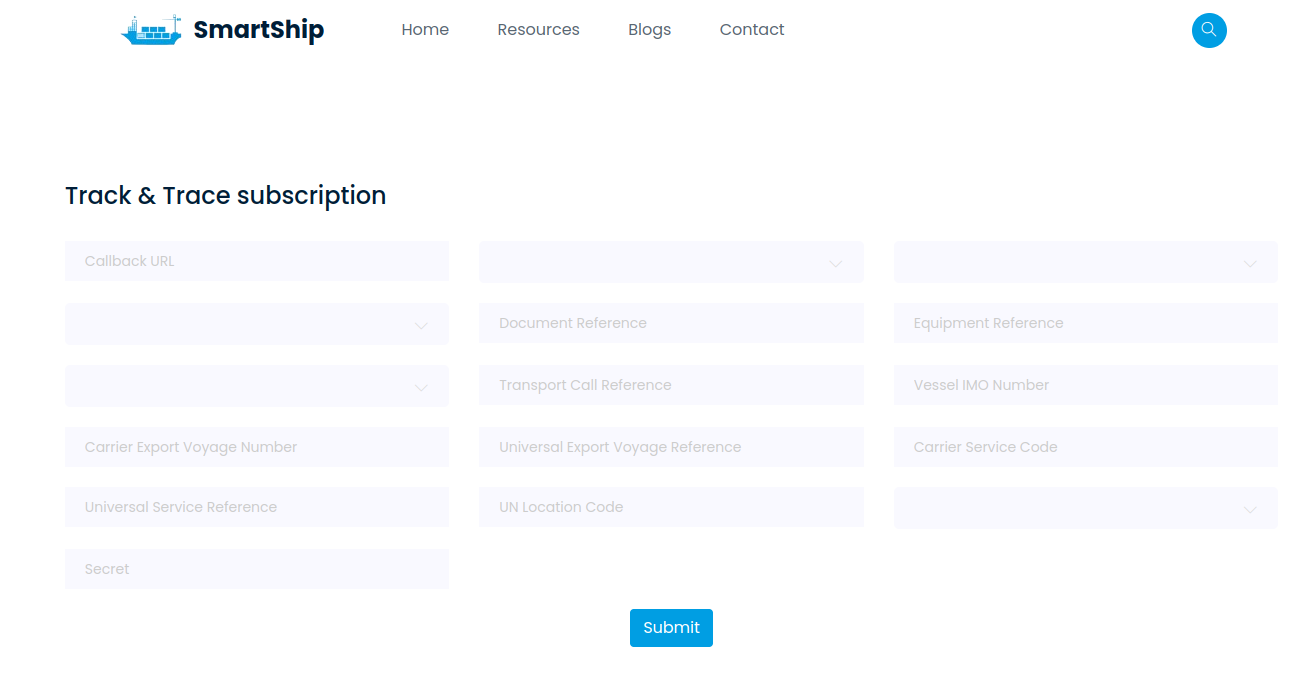 SmartShip Home Resources Blogs Contact
Track & Trace subscription
Callback URL
Document Reference Equipment Reference
Transport Call Reference Vessel IMO Number
Carrier Export Voyage Number Universal Export Voyage Reference Carrier Service Code
Universal Service Reference UN Location Code
Secret
Submit